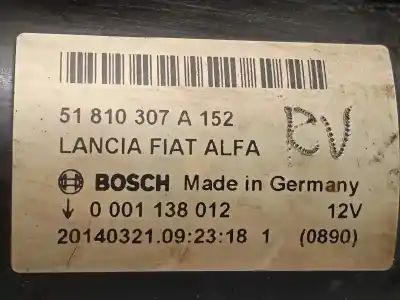 51 810 307 A 152
LANCIA FIAT ALFA
BOSCH Made in Germany
↓ 0 001 138 012 12V
20140321.09:23:18 1 (0890)